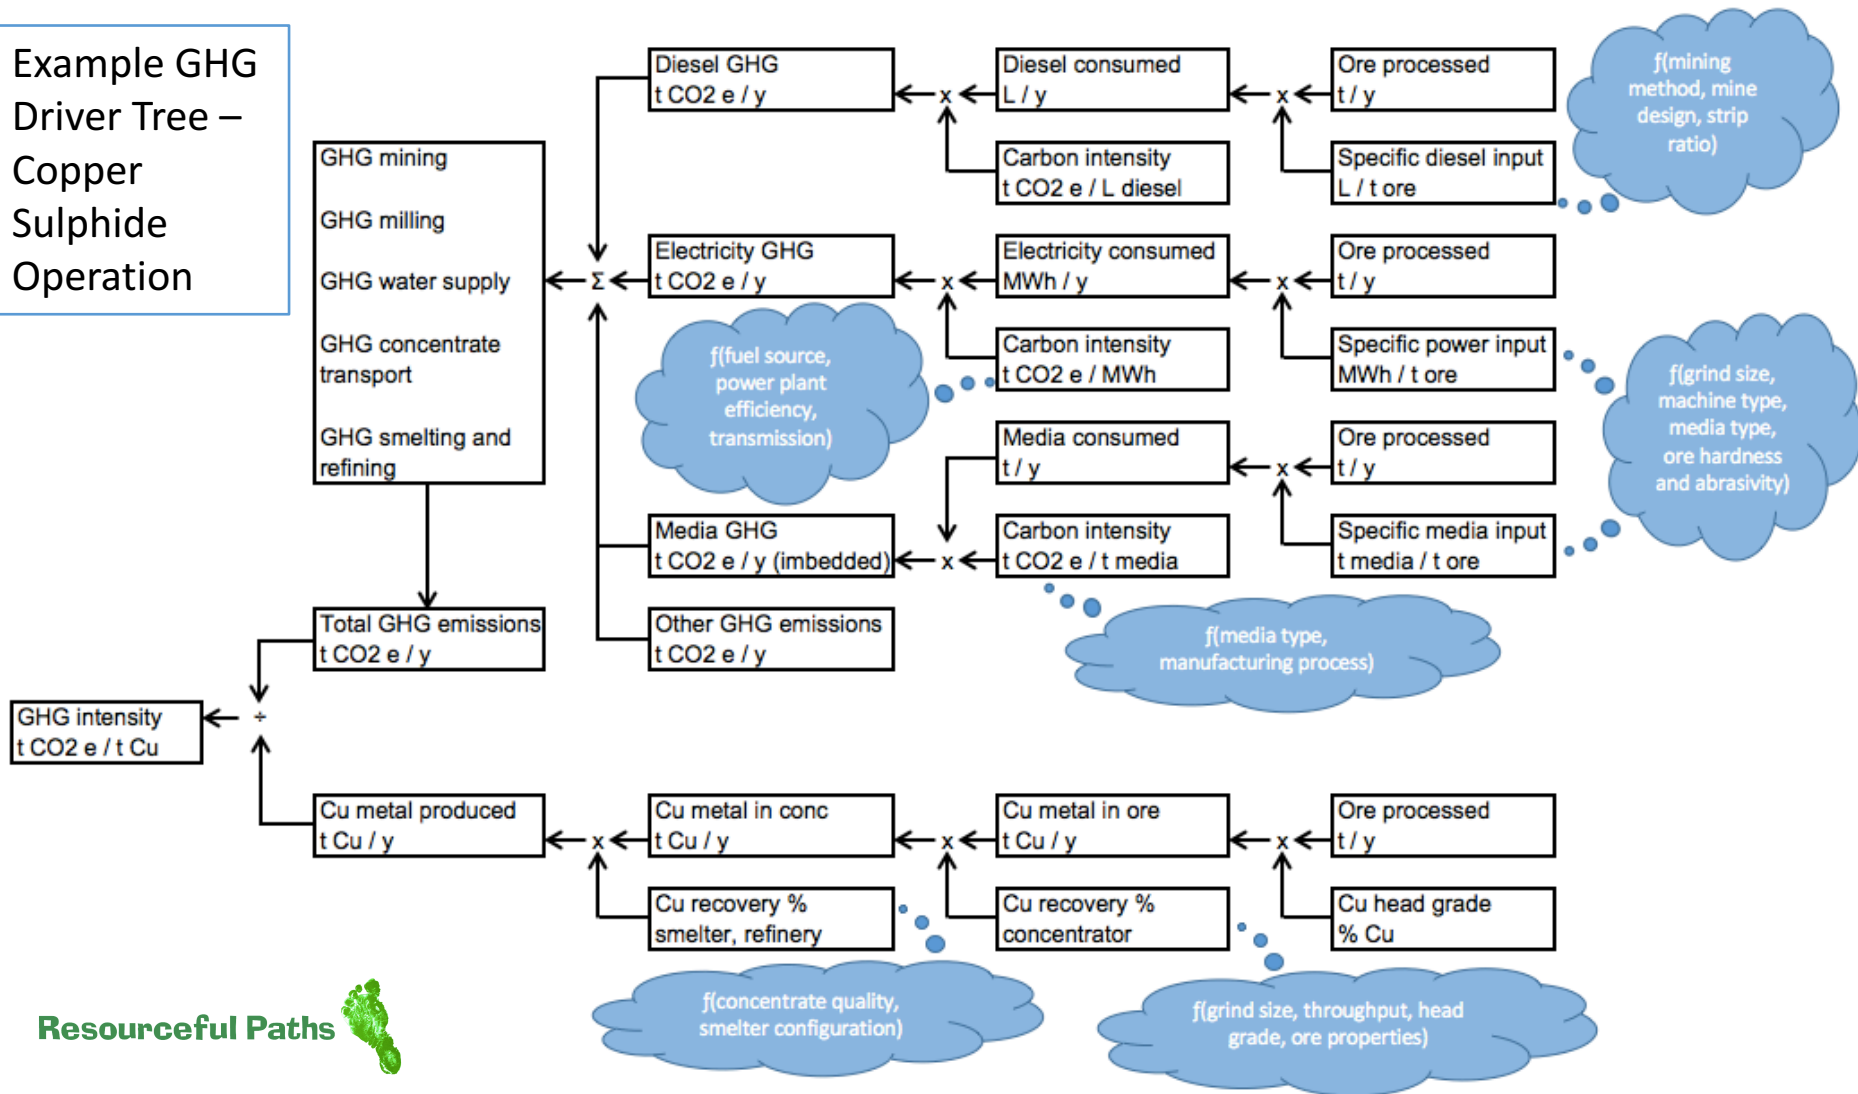 Example GHG
Driver Tree –
Copper
Sulphide
Operation
GHG mining
GHG milling
GHG water supply
GHG concentrate
transport
GHG smelting and
refining
Total GHG emissions
t CO2 e / y
GHG intensity
t CO2 e / t Cu
÷
Cu metal produced
t Cu / y
Σ
Diesel GHG
t CO2 e / y
x
Diesel consumed
L / y
x
Ore processed
t / y
Carbon intensity
t CO2 e / L diesel
Specific diesel input
L / t ore
ƒ(mining
method, mine
design, strip
ratio)
Electricity GHG
t CO2 e / y
x
Electricity consumed
MWh / y
x
Ore processed
t / y
Carbon intensity
t CO2 e / MWh
Specific power input
MWh / t ore
ƒ(fuel source,
power plant
efficiency,
transmission)
ƒ(grind size,
machine type,
media type,
ore hardness
and abrasivity)
Media consumed
t / y
x
Ore processed
t / y
Media GHG
t CO2 e / y (imbedded)
x
Carbon intensity
t CO2 e / t media
Specific media input
t media / t ore
Other GHG emissions
t CO2 e / y
ƒ(media type,
manufacturing process)
x
Cu metal in conc
t Cu / y
x
Cu metal in ore
t Cu / y
x
Ore processed
t / y
Cu recovery %
smelter, refinery
Cu recovery %
concentrator
Cu head grade
% Cu
ƒ(concentrate quality,
smelter configuration)
ƒ(grind size, throughput, head
grade, ore properties)
Resourceful Paths